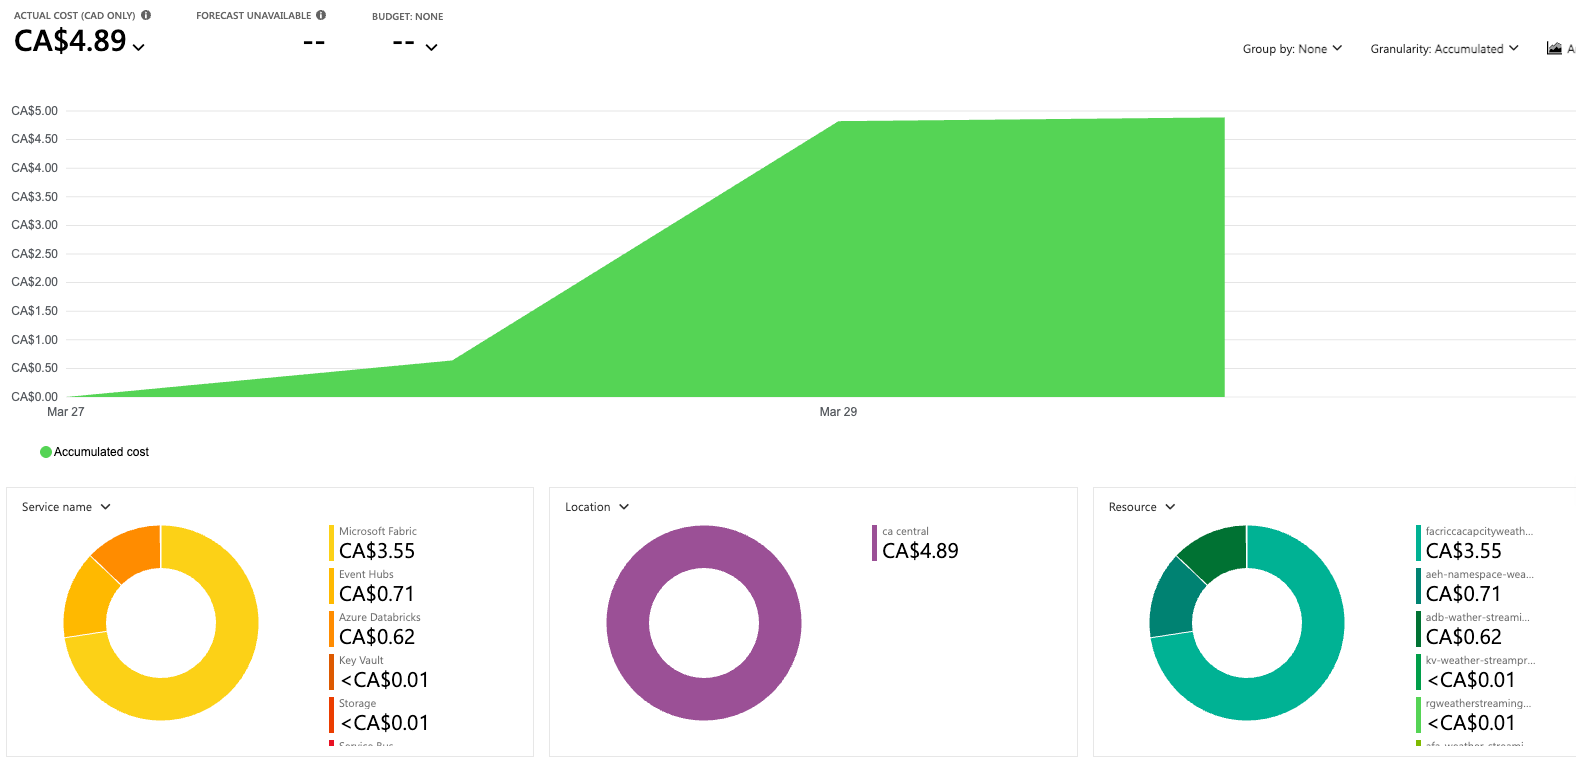 ACTUAL COST (CAD ONLY)
CA$4.89
FORECAST UNAVAILABLE
--
BUDGET: NONE
--
Group by: None
Granularity: Accumulated
CA$5.00
CA$4.50
CA$4.00
CA$3.50
CA$3.00
CA$2.50
CA$2.00
CA$1.50
CA$1.00
CA$0.50
CA$0.00
Mar 27
Mar 29
Accumulated cost
Service name
Microsoft Fabric
CA$3.55
Event Hubs
CA$0.71
Azure Databricks
CA$0.62
Key Vault
<CA$0.01
Storage
<CA$0.01
Service Bus
Location
ca central
CA$4.89
Resource
facriccacapcityweath...
CA$3.55
aeh-namespace-wea...
CA$0.71
adb-wather-streami...
CA$0.62
kv-weather-streampr...
<CA$0.01
rgweatherstreaming...
<CA$0.01